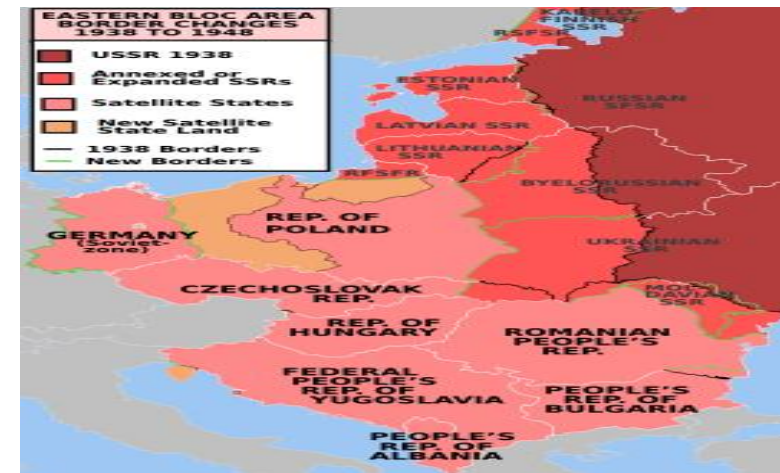 EASTERN BLOC AREA
BORDER CHANGES
1938 TO 1948
USSR 1938
Annexed or
Expanded SSRs
Satellite States
New Satellite
State Land
1938 Borders
New Borders
KARELO-
FINNISH
SSR
RSFSR
ESTONIAN
SSR
RUSSIAN
SFSR
LATVIAN SSR
LITHUANIAN
SSR
RFSFR
BYELORUSSIAN
SSR
REP. OF
POLAND
GERMANY
(Soviet-
zone)
UKRAINIAN
SSR
CZECHOSLOVAK
REP.
MOL-
DAVIAN
SSR
REP. OF
HUNGARY
ROMANIAN
PEOPLE'S
REP.
FEDERAL
PEOPLE'S
REP. OF
YUGOSLAVIA
PEOPLE'S
REP. OF
BULGARIA
PEOPLE'S
REP. OF
ALBANIA